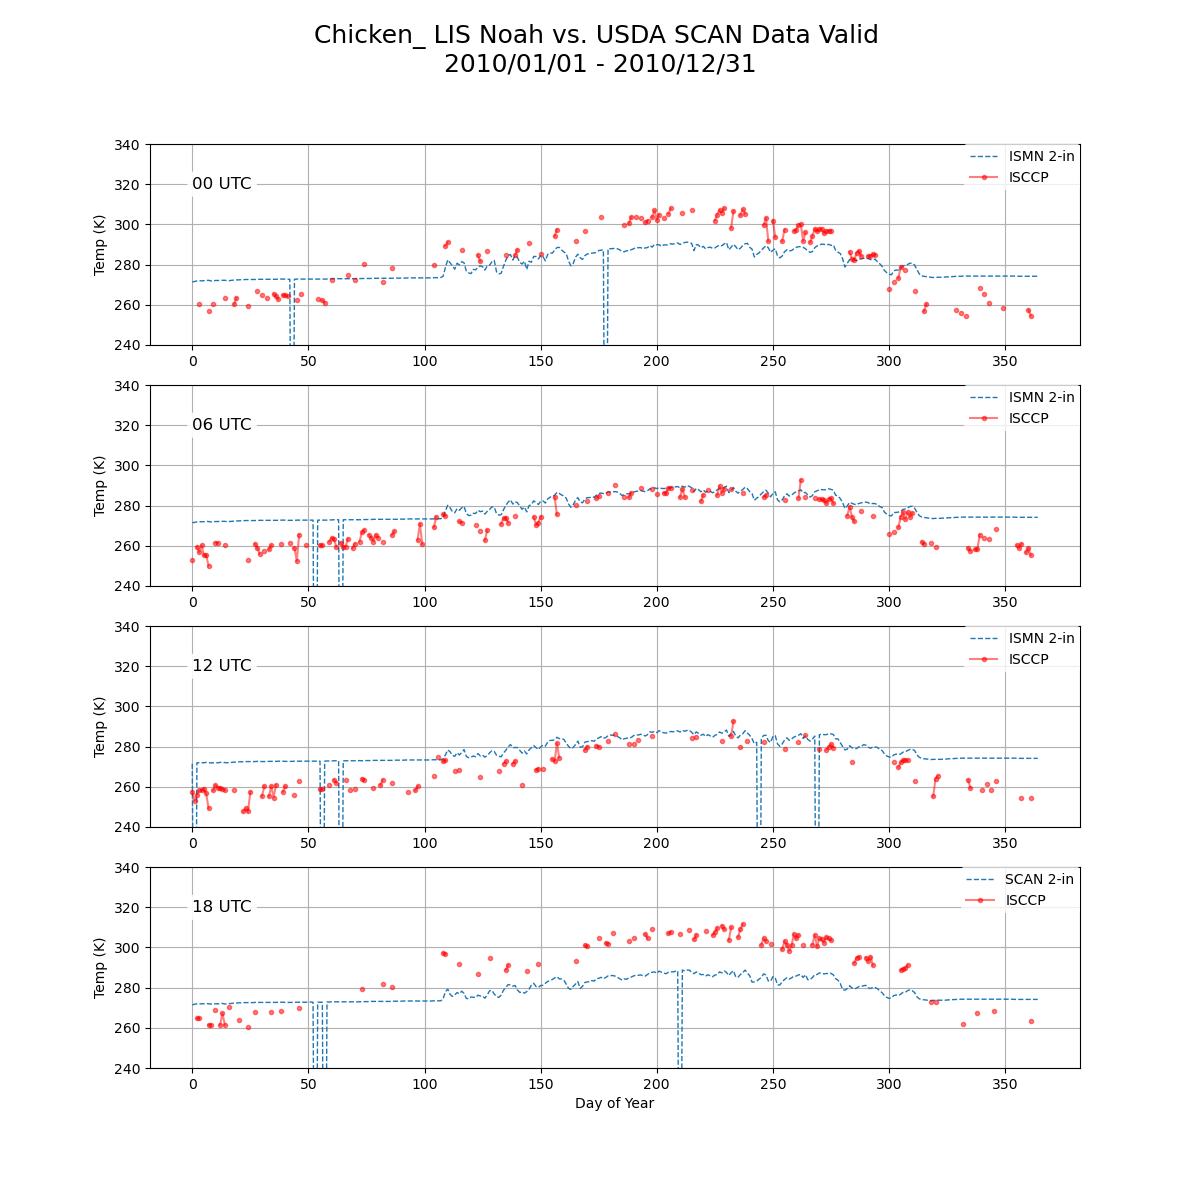 Chicken_ LIS Noah vs. USDA SCAN Data Valid
2010/01/01 - 2010/12/31
340
320
300
280
260
240
Temp (K)
00 UTC
ISMN 2-in
ISCCP
0 50 100 150 200 250 300 350
340
320
300
280
260
240
Temp (K)
06 UTC
ISMN 2-in
ISCCP
0 50 100 150 200 250 300 350
340
320
300
280
260
240
Temp (K)
12 UTC
ISMN 2-in
ISCCP
0 50 100 150 200 250 300 350
340
320
300
280
260
240
Temp (K)
18 UTC
SCAN 2-in
ISCCP
0 50 100 150 200 250 300 350
Day of Year